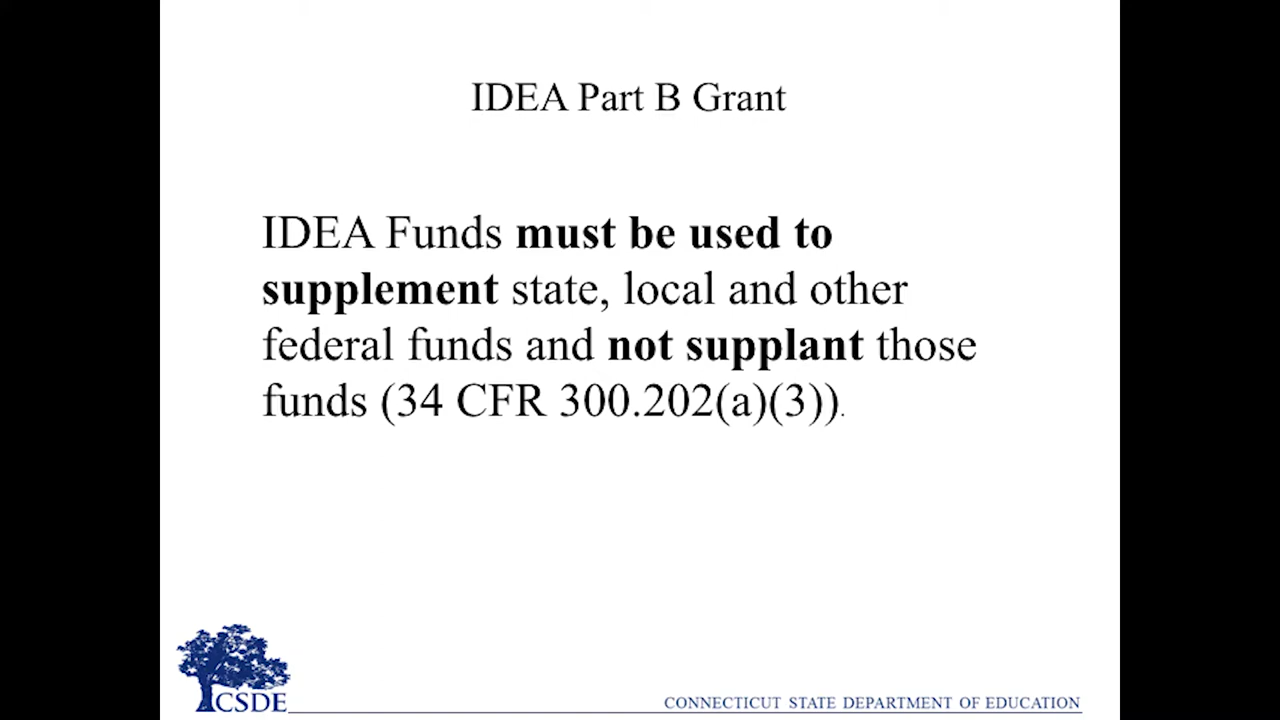 IDEA Part B Grant
IDEA Funds must be used to
supplement state, local and other
federal funds and not supplant those
funds (34 CFR 300.202(a)(3)).
CSDE
CONNECTICUT STATE DEPARTMENT OF EDUCATION